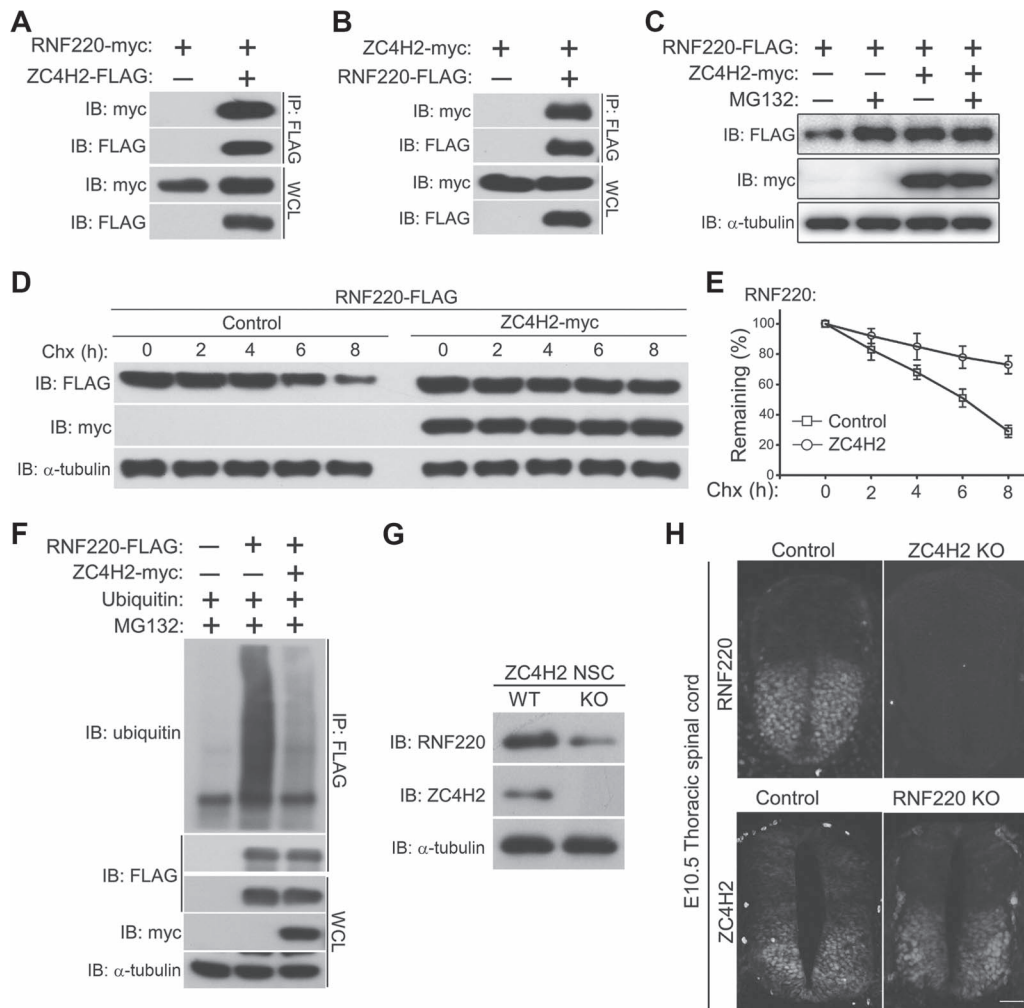 A
RNF220-myc: + +
ZC4H2-FLAG: — +
IB: myc
IB: FLAG
IB: myc
IB: FLAG
IP: FLAG
WCL
B
ZC4H2-myc: + +
RNF220-FLAG: — +
IB: myc
IB: FLAG
IB: myc
IB: FLAG
IP: FLAG
WCL
C
RNF220-FLAG: + + + +
ZC4H2-myc: — — + +
MG132: — + — +
IB: FLAG
IB: myc
IB: α-tubulin
D
RNF220-FLAG
Control ZC4H2-myc
Chx (h): 0 2 4 6 8 0 2 4 6 8
IB: FLAG
IB: myc
IB: α-tubulin
E
RNF220:
Remaining (%)
100
80
60
40
20
0
Control
ZC4H2
Chx (h): 0 2 4 6 8
F
RNF220-FLAG: — + +
ZC4H2-myc: — — +
Ubiquitin: + + +
MG132: + + +
IB: ubiquitin
IB: FLAG
IB: myc
IB: α-tubulin
IP: FLAG
WCL
G
ZC4H2 NSC
WT KO
IB: RNF220
IB: ZC4H2
IB: α-tubulin
H
Control ZC4H2 KO
RNF220
Control RNF220 KO
ZC4H2
E10.5 Thoracic spinal cord